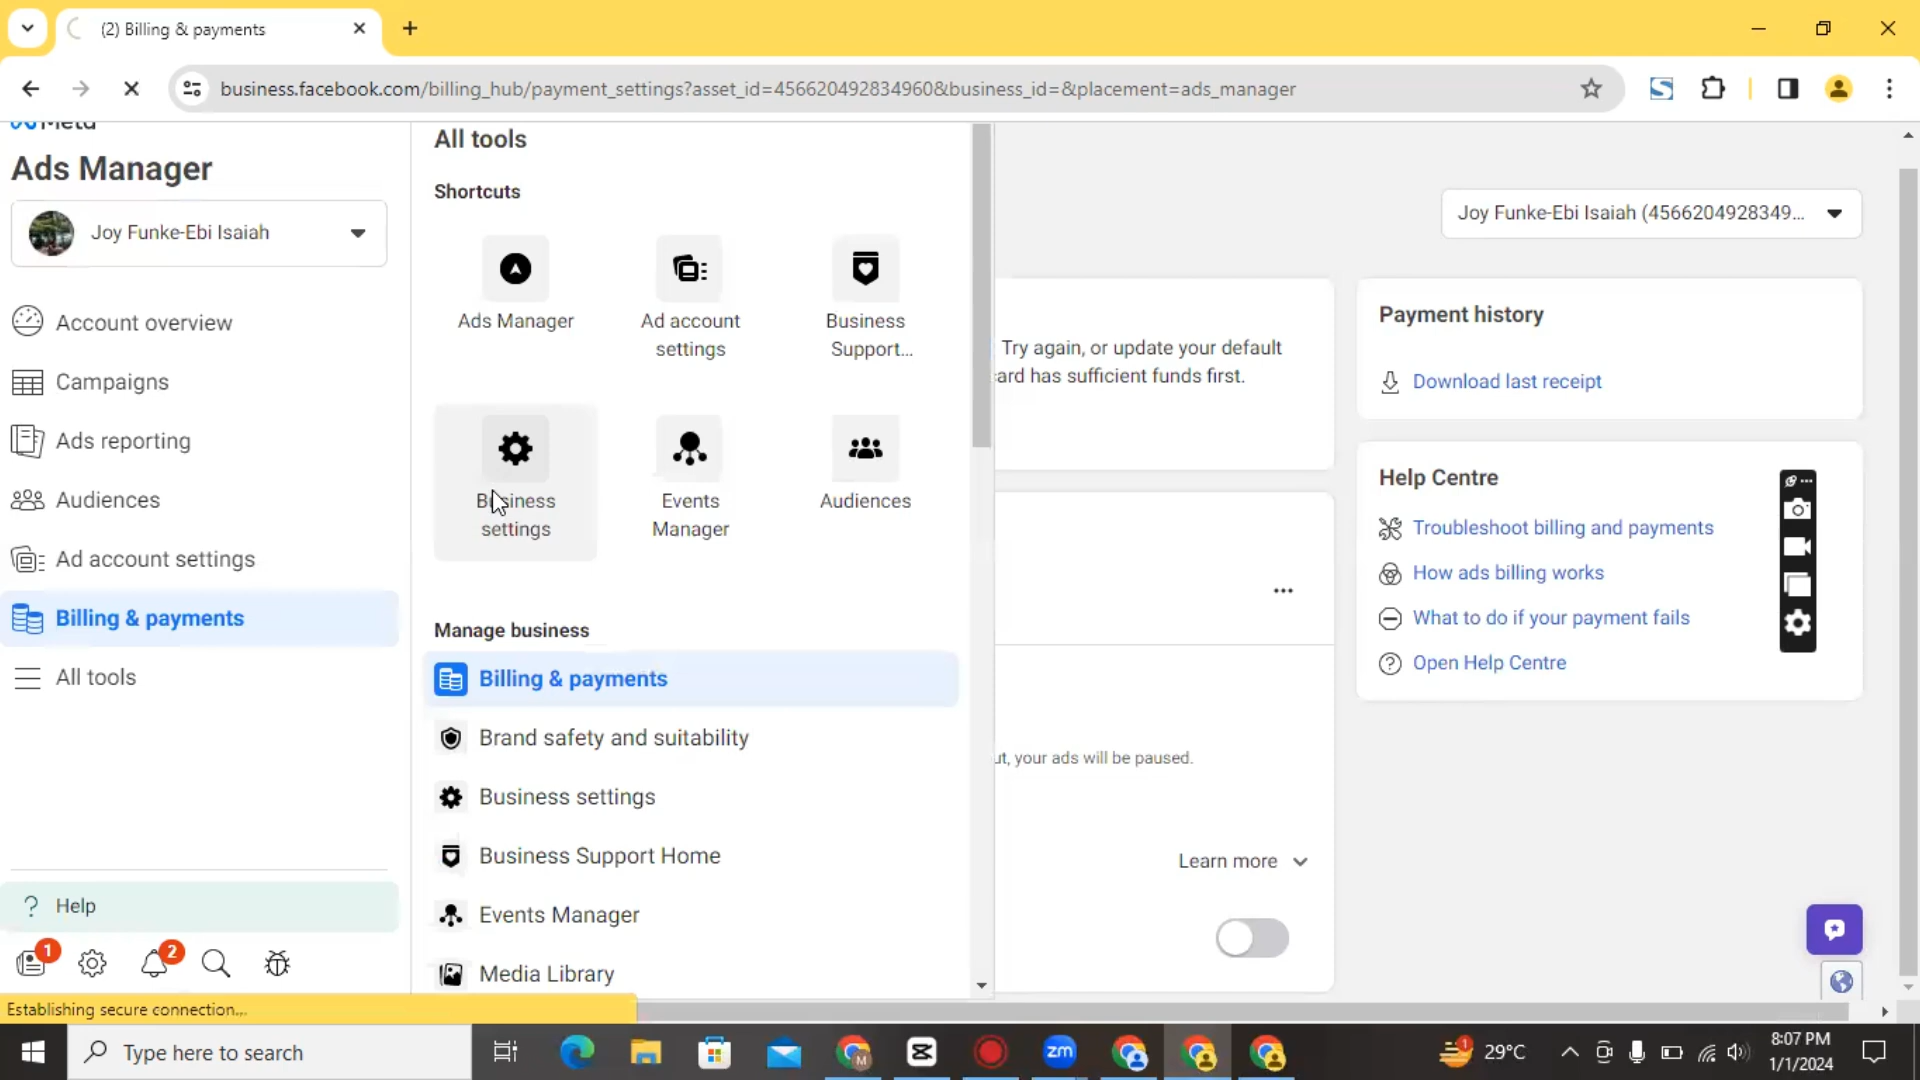 (2) Billing & payments
business.facebook.com/billing_hub/payment_settings?asset_id=456620492834960&business_id=&placement=ads_manager
Meta
Ads Manager
Joy Funke-Ebi Isaiah
Account overview
Campaigns
Ads reporting
Audiences
Ad account settings
Billing & payments
All tools
Help
1
2
Establishing secure connection...
All tools
Shortcuts
Ads Manager
Ad account
settings
Business
Support...
Business
settings
Events
Manager
Audiences
Manage business
Billing & payments
Brand safety and suitability
Business settings
Business Support Home
Events Manager
Media Library
Joy Funke-Ebi Isaiah (4566204928349...
Try again, or update your default
card has sufficient funds first.
ut, your ads will be paused.
Learn more
Payment history
Download last receipt
Help Centre
Troubleshoot billing and payments
How ads billing works
What to do if your payment fails
Open Help Centre
Type here to search
M
zm
1
29°C
8:07 PM
1/1/2024